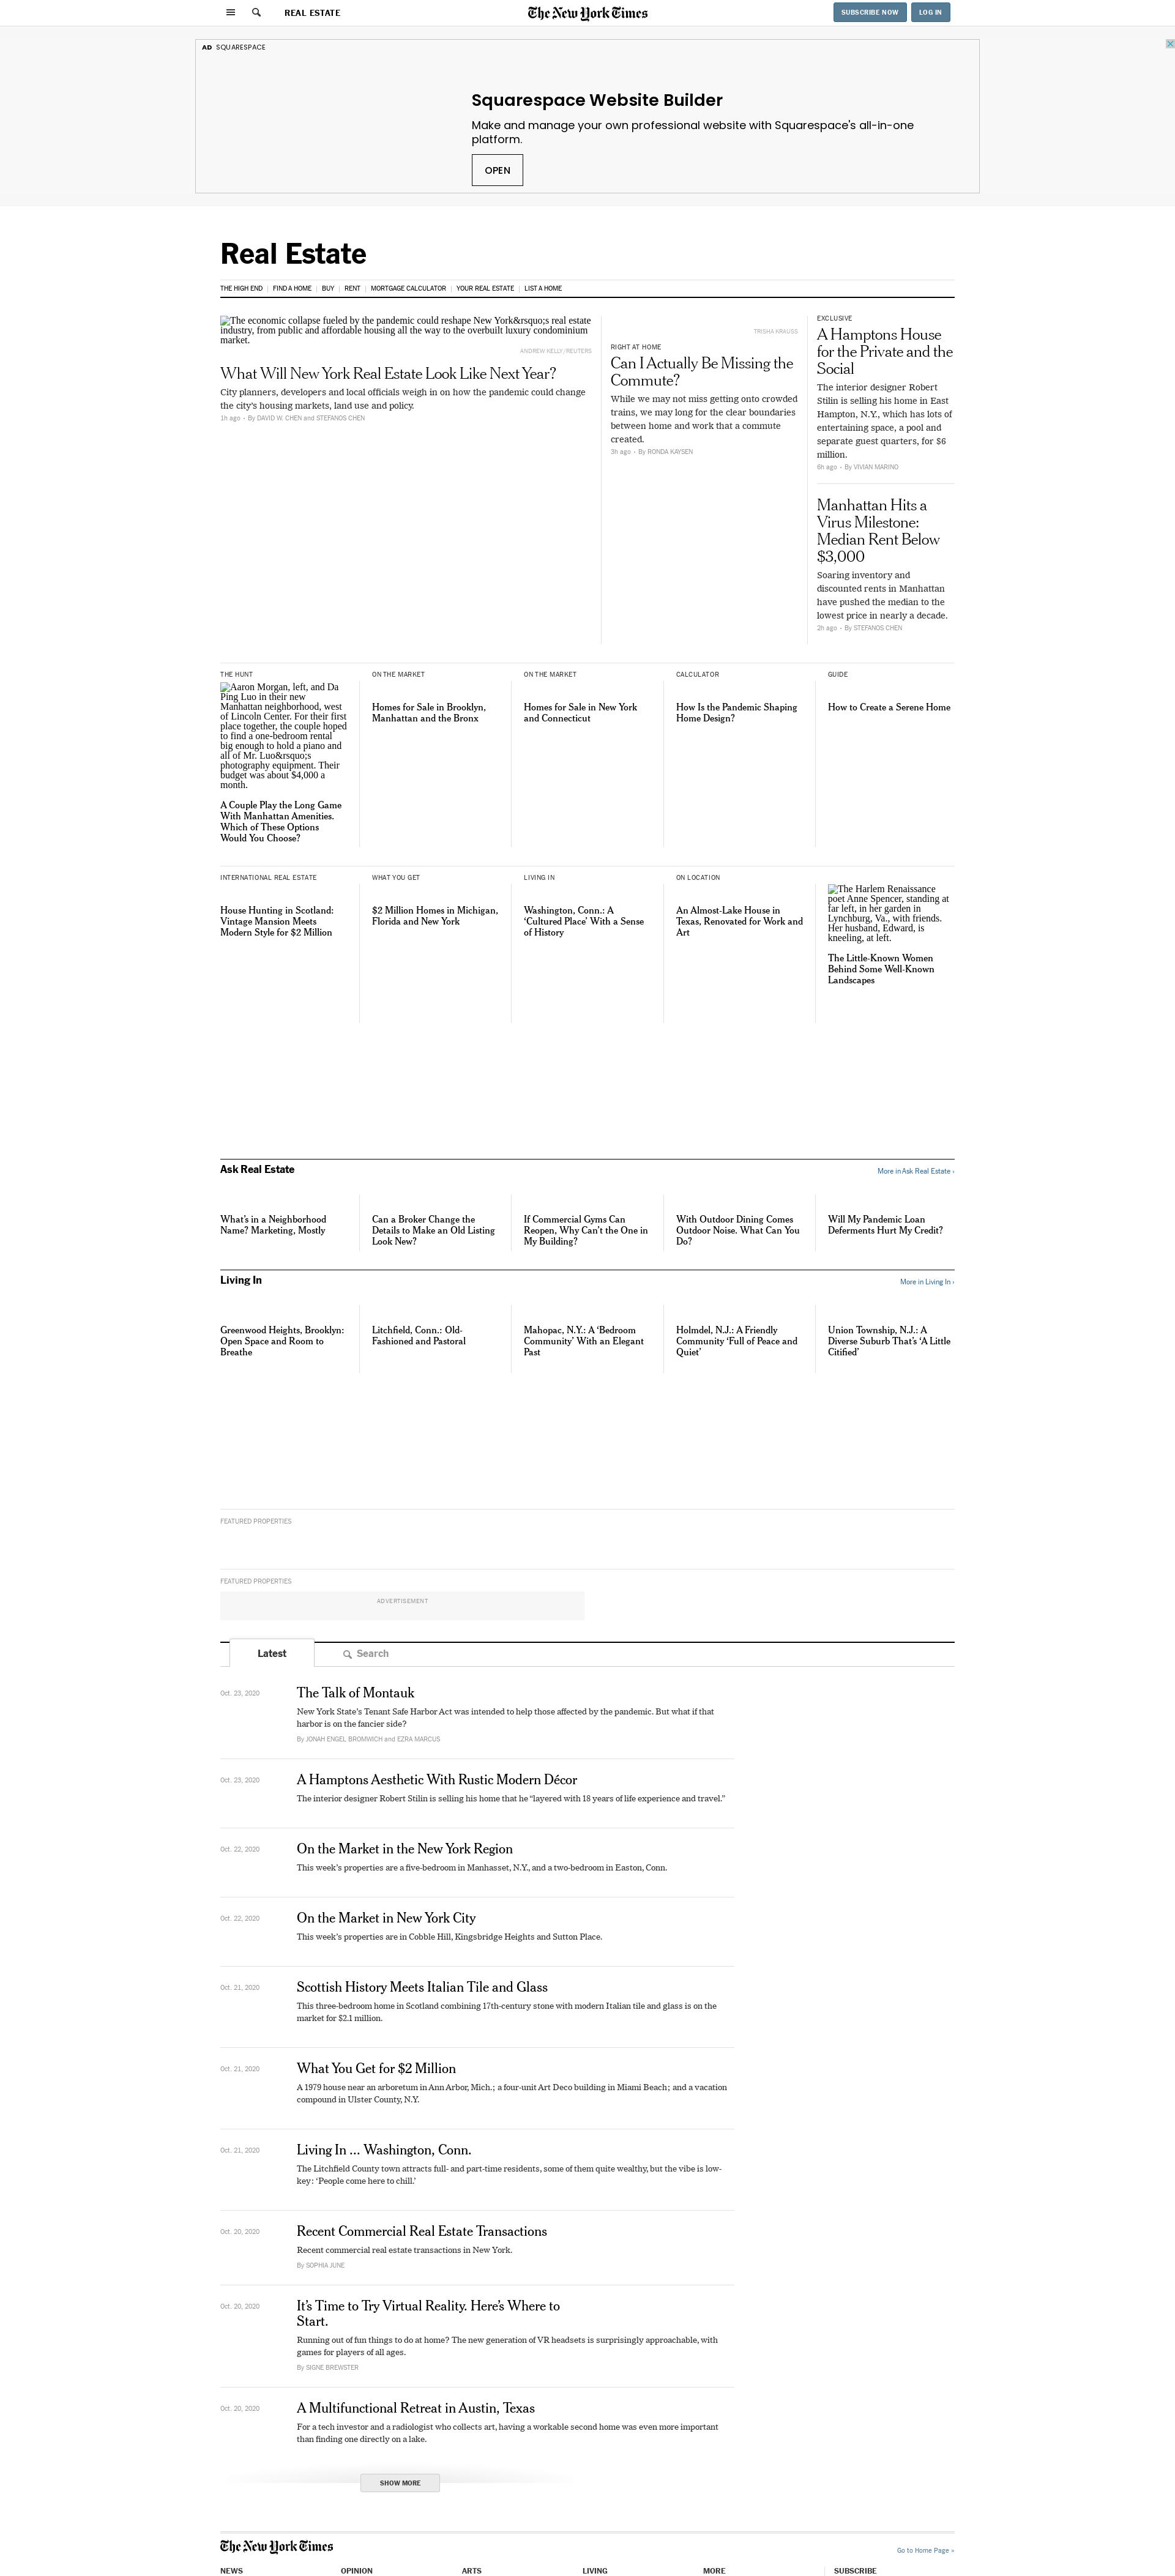 REAL ESTATE
The New York Times
SUBSCRIBE NOW
LOG IN
AD SQUARESPACE
Squarespace Website Builder
Make and manage your own professional website with Squarespace's all-in-one
platform.
OPEN
Real Estate
THE HIGH END | FIND A HOME | BUY | RENT | MORTGAGE CALCULATOR | YOUR REAL ESTATE | LIST A HOME
The economic collapse fueled by the pandemic could reshape New York&rsquo;s real estate
industry, from public and affordable housing all the way to the overbuilt luxury condominium
market.
ANDREW KELLY/REUTERS
What Will New York Real Estate Look Like Next Year?
City planners, developers and local officials weigh in on how the pandemic could change
the city's housing markets, land use and policy.
1h ago - By DAVID W. CHEN and STEFANOS CHEN
TRISHA KRAUSS
RIGHT AT HOME
Can I Actually Be Missing the
Commute?
While we may not miss getting onto crowded
trains, we may long for the clear boundaries
between home and work that a commute
created.
3h ago - By RONDA KAYSEN
EXCLUSIVE
A Hamptons House
for the Private and the
Social
The interior designer Robert
Stilin is selling his home in East
Hampton, N.Y., which has lots of
entertaining space, a pool and
separate guest quarters, for $6
million.
6h ago - By VIVIAN MARINO
Manhattan Hits a
Virus Milestone:
Median Rent Below
$3,000
Soaring inventory and
discounted rents in Manhattan
have pushed the median to the
lowest price in nearly a decade.
2h ago - By STEFANOS CHEN
THE HUNT
Aaron Morgan, left, and Da
Ping Luo in their new
Manhattan neighborhood, west
of Lincoln Center. For their first
place together, the couple hoped
to find a one-bedroom rental
big enough to hold a piano and
all of Mr. Luo&rsquo;s
photography equipment. Their
budget was about $4,000 a
month.
A Couple Play the Long Game
With Manhattan Amenities.
Which of These Options
Would You Choose?
ON THE MARKET
Homes for Sale in Brooklyn,
Manhattan and the Bronx
ON THE MARKET
Homes for Sale in New York
and Connecticut
CALCULATOR
How Is the Pandemic Shaping
Home Design?
GUIDE
How to Create a Serene Home
INTERNATIONAL REAL ESTATE
House Hunting in Scotland:
Vintage Mansion Meets
Modern Style for $2 Million
WHAT YOU GET
$2 Million Homes in Michigan,
Florida and New York
LIVING IN
Washington, Conn.: A
‘Cultured Place’ With a Sense
of History
ON LOCATION
An Almost-Lake House in
Texas, Renovated for Work and
Art
The Harlem Renaissance
poet Anne Spencer, standing at
far left, in her garden in
Lynchburg, Va., with friends.
Her husband, Edward, is
kneeling, at left.
The Little-Known Women
Behind Some Well-Known
Landscapes
Ask Real Estate
More in Ask Real Estate ›
What’s in a Neighborhood
Name? Marketing, Mostly
Can a Broker Change the
Details to Make an Old Listing
Look New?
If Commercial Gyms Can
Reopen, Why Can’t the One in
My Building?
With Outdoor Dining Comes
Outdoor Noise. What Can You
Do?
Will My Pandemic Loan
Deferments Hurt My Credit?
Living In
More in Living In ›
Greenwood Heights, Brooklyn:
Open Space and Room to
Breathe
Litchfield, Conn.: Old-
Fashioned and Pastoral
Mahopac, N.Y.: A ‘Bedroom
Community’ With an Elegant
Past
Holmdel, N.J.: A Friendly
Community ‘Full of Peace and
Quiet’
Union Township, N.J.: A
Diverse Suburb That’s ‘A Little
Citified’
FEATURED PROPERTIES
FEATURED PROPERTIES
ADVERTISEMENT
Latest
Search
Oct. 23, 2020
The Talk of Montauk
New York State’s Tenant Safe Harbor Act was intended to help those affected by the pandemic. But what if that
harbor is on the fancier side?
By JONAH ENGEL BROMWICH and EZRA MARCUS
Oct. 23, 2020
A Hamptons Aesthetic With Rustic Modern Décor
The interior designer Robert Stilin is selling his home that he “layered with 18 years of life experience and travel.”
Oct. 22, 2020
On the Market in the New York Region
This week’s properties are a five-bedroom in Manhasset, N.Y., and a two-bedroom in Easton, Conn.
Oct. 22, 2020
On the Market in New York City
This week’s properties are in Cobble Hill, Kingsbridge Heights and Sutton Place.
Oct. 21, 2020
Scottish History Meets Italian Tile and Glass
This three-bedroom home in Scotland combining 17th-century stone with modern Italian tile and glass is on the
market for $2.1 million.
Oct. 21, 2020
What You Get for $2 Million
A 1979 house near an arboretum in Ann Arbor, Mich.; a four-unit Art Deco building in Miami Beach; and a vacation
compound in Ulster County, N.Y.
Oct. 21, 2020
Living In ... Washington, Conn.
The Litchfield County town attracts full- and part-time residents, some of them quite wealthy, but the vibe is low-
key: ‘People come here to chill.’
Oct. 20, 2020
Recent Commercial Real Estate Transactions
Recent commercial real estate transactions in New York.
By SOPHIA JUNE
Oct. 20, 2020
It’s Time to Try Virtual Reality. Here’s Where to
Start.
Running out of fun things to do at home? The new generation of VR headsets is surprisingly approachable, with
games for players of all ages.
By SIGNE BREWSTER
Oct. 20, 2020
A Multifunctional Retreat in Austin, Texas
For a tech investor and a radiologist who collects art, having a workable second home was even more important
than finding one directly on a lake.
SHOW MORE
The New York Times
Go to Home Page »
NEWS
OPINION
ARTS
LIVING
MORE
SUBSCRIBE